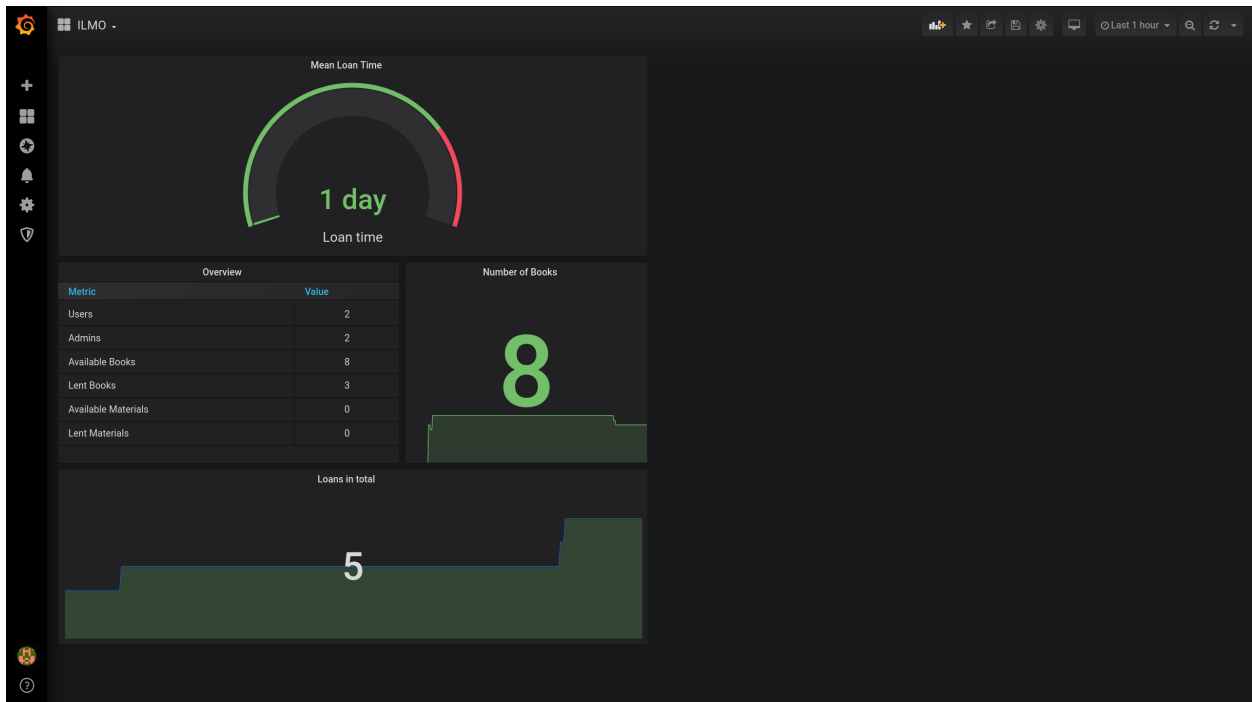 ILMO
Last 1 hour
Mean Loan Time
1 day
Loan time
Overview
Metric Value
Users 2
Admins 2
Available Books 8
Lent Books 3
Available Materials 0
Lent Materials 0
Number of Books
8
Loans in total
5